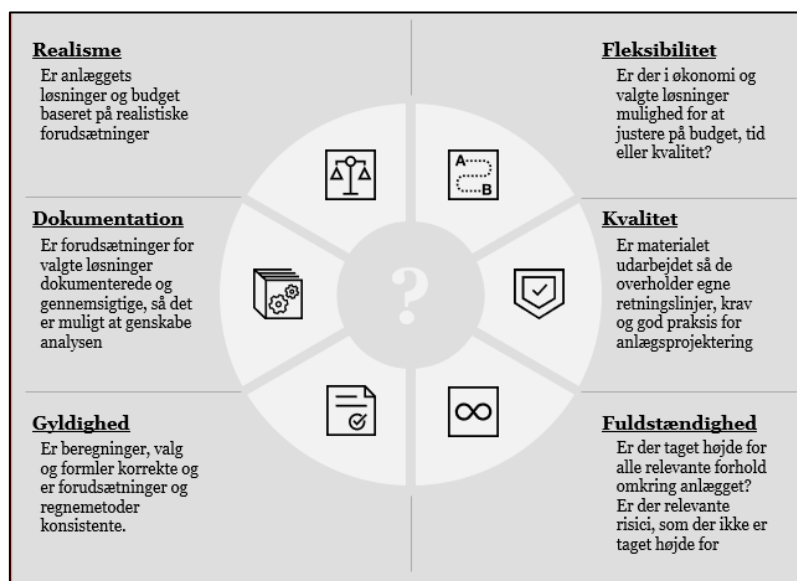 Realisme
Er anlæggets
løsninger og budget
baseret på realistiske
forudsætninger
Fleksibilitet
Er der i økonomi og
valgte løsninger
mulighed for at
justere på budget, tid
eller kvalitet?
A
B
Dokumentation
Er forudsætninger for
valgte løsninger
dokumenterede og
gennemsigtige, så det
er muligt at genskabe
analysen
?
Kvalitet
Er materialet
udarbejdet så de
overholder egne
retningslinjer, krav
og god praksis for
anlægsprojektering
Gyldighed
Er beregninger, valg
og formler korrekte og
er forudsætninger og
regnemetoder
konsistente.
Fuldstændighed
Er der taget højde for
alle relevante forhold
omkring anlægget?
Er der relevante
risici, som der ikke er
taget højde for